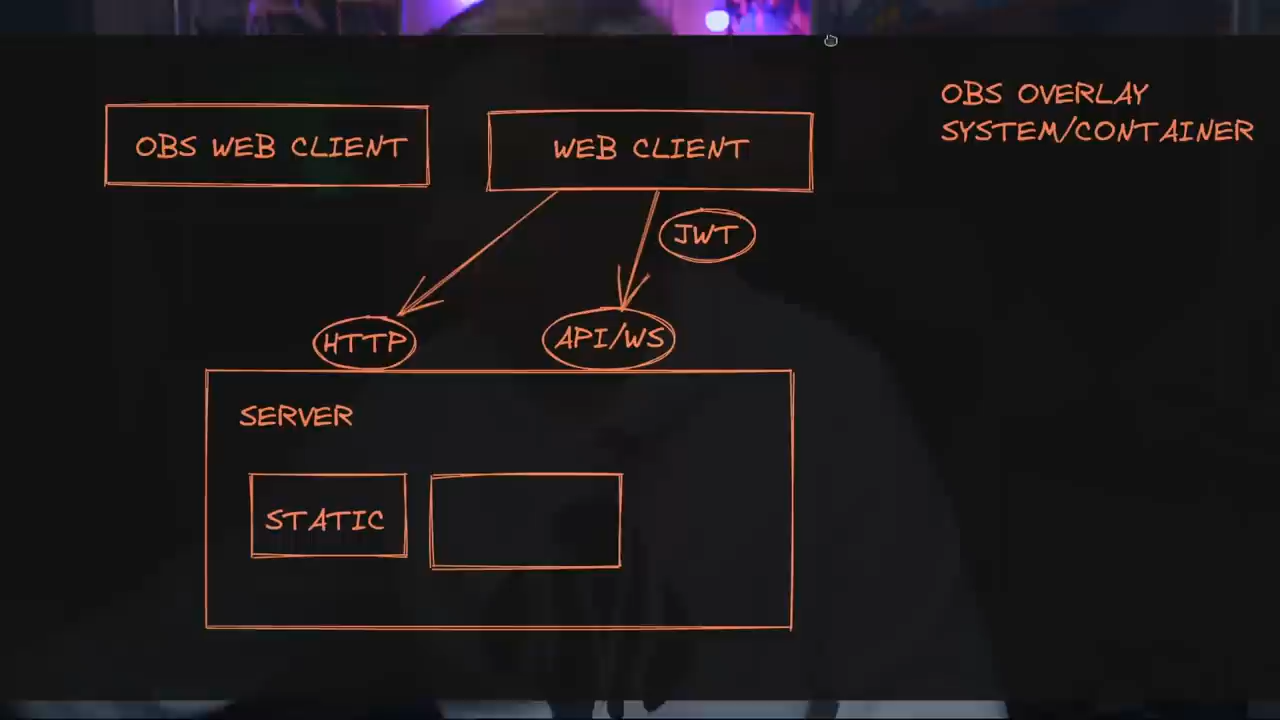 OBS OVERLAY
SYSTEM/CONTAINER
OBS WEB CLIENT
WEB CLIENT
JWT
HTTP
API/WS
SERVER
STATIC